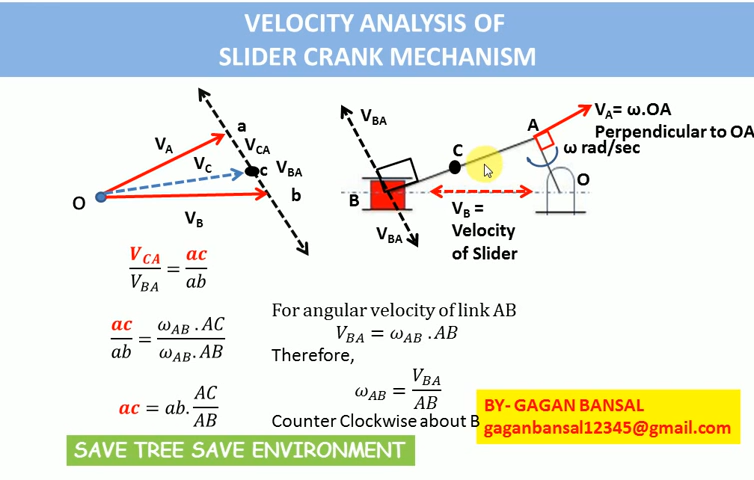 VELOCITY ANALYSIS OF
SLIDER CRANK MECHANISM
a
V_A
V_CA
V_C
c
V_BA
O
b
V_B
V_BA
A
V_A= ω.OA
Perpendicular to OA
C
ω rad/sec
O
B
V_B =
V_BA
Velocity
of Slider
V_CA / V_BA = ac / ab
ac / ab = ω_AB . AC / ω_AB . AB
ac = ab. AC / AB
For angular velocity of link AB
V_BA = ω_AB . AB
Therefore,
ω_AB = V_BA / AB
Counter Clockwise about B
BY- GAGAN BANSAL
gaganbansal12345@gmail.com
SAVE TREE SAVE ENVIRONMENT